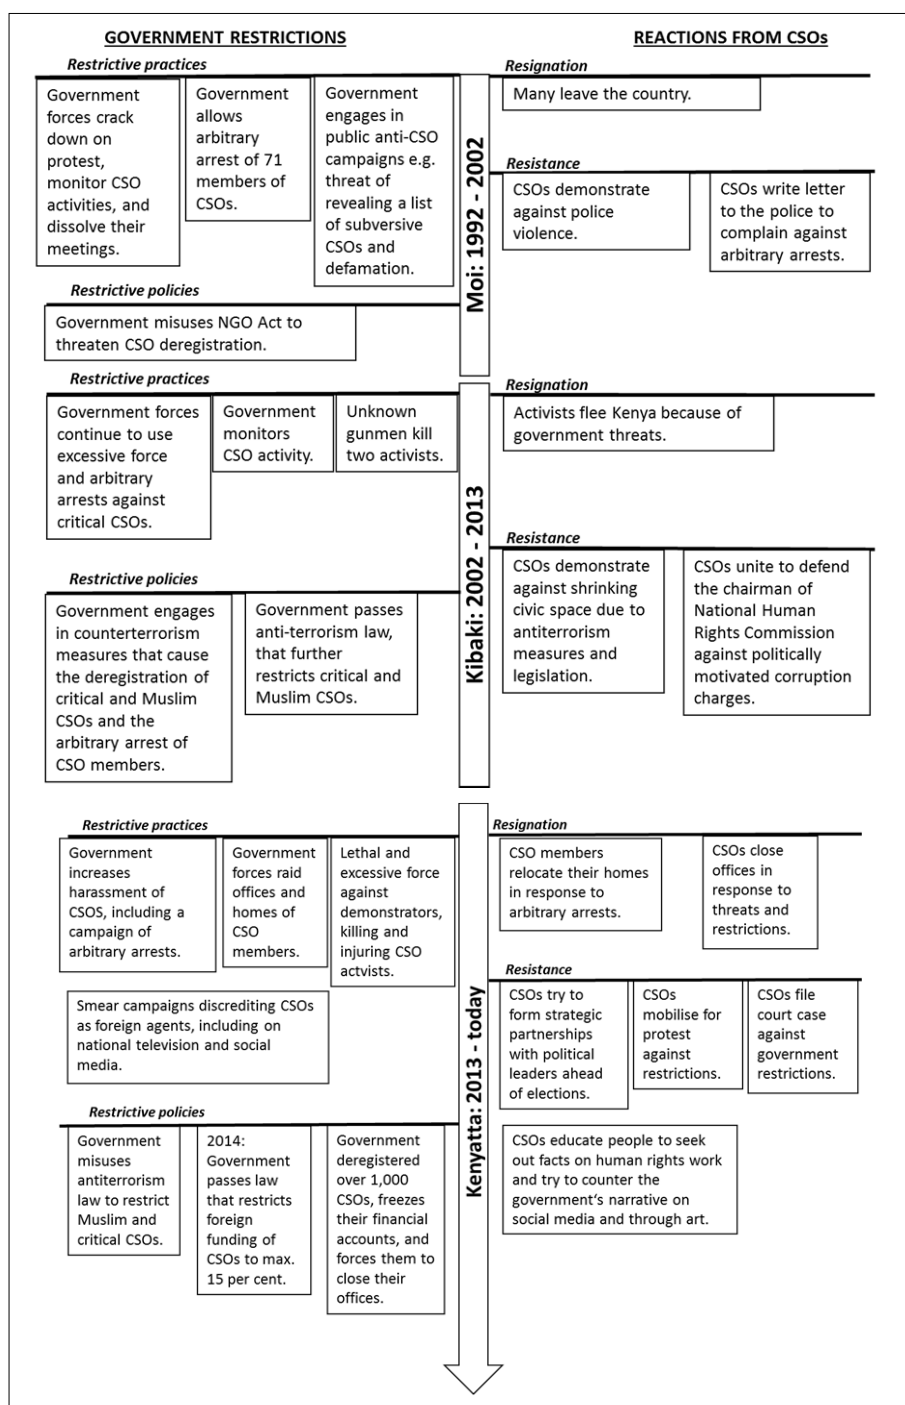 GOVERNMENT RESTRICTIONS
REACTIONS FROM CSOs
Restrictive practices
Government
forces crack
down on
protest,
monitor CSO
activities, and
dissolve their
meetings.
Government
allows
arbitrary
arrest of 71
members of
CSOs.
Government
engages in
public anti-CSO
campaigns e.g.
threat of
revealing a list
of subversive
CSOs and
defamation.
Restrictive policies
Government misuses NGO Act to
threaten CSO deregistration.
Moi: 1992 - 2002
Resignation
Many leave the country.
Resistance
CSOs demonstrate
against police
violence.
CSOs write letter
to the police to
complain against
arbitrary arrests.
Restrictive practices
Government forces
continue to use
excessive force
and arbitrary
arrests against
critical CSOs.
Government
monitors
CSO activity.
Unknown
gunmen kill
two activists.
Restrictive policies
Government engages
in counterterrorism
measures that cause
the deregistration of
critical and Muslim
CSOs and the
arbitrary arrest of
CSO members.
Government passes
anti-terrorism law,
that further
restricts critical and
Muslim CSOs.
Kibaki: 2002 - 2013
Resignation
Activists flee Kenya because of
government threats.
Resistance
CSOs demonstrate
against shrinking
civic space due to
antiterrorism
measures and
legislation.
CSOs unite to defend
the chairman of
National Human
Rights Commission
against politically
motivated corruption
charges.
Restrictive practices
Government
increases
harassment of
CSOS, including a
campaign of
arbitrary arrests.
Government
forces raid
offices and
homes of
CSO
members.
Lethal and
excessive force
against
demonstrators,
killing and
injuring CSO
actvists.
Smear campaigns discrediting CSOs
as foreign agents, including on
national television and social
media.
Restrictive policies
Government
misuses
antiterrorism
law to restrict
Muslim and
critical CSOs.
2014:
Government
passes law
that restricts
foreign
funding of
CSOs to max.
15 per cent.
Government
deregistered
over 1,000
CSOs, freezes
their financial
accounts, and
forces them to
close their
offices.
Kenyatta: 2013 - today
Resignation
CSO members
relocate their homes
in response to
arbitrary arrests.
CSOs close
offices in
response to
threats and
restrictions.
Resistance
CSOs try to
form strategic
partnerships
with political
leaders ahead
of elections.
CSOs
mobilise for
protest
against
restrictions.
CSOs file
court case
against
government
restrictions.
CSOs educate people to seek
out facts on human rights work
and try to counter the
government‘s narrative on
social media and through art.